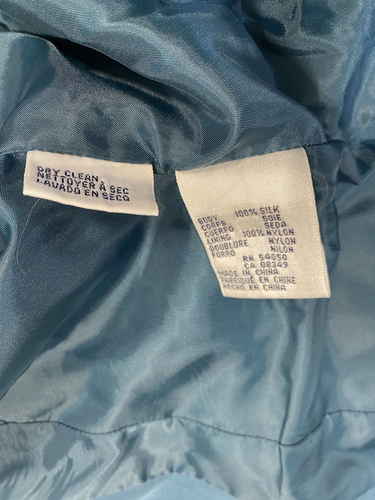 DRY CLEAN.
NETTOYER À SEC
LAVADO EN SECO
BODY 100% SILK
CORPS SOIE
CUERPO SEDA
LINING 100% NYLON
DOUBLURE NYLON
FORRO NILON
RN 54050
CA 08349
MADE IN CHINA
FABRIQUÉ EN CHINE
HECHO EN CHINA